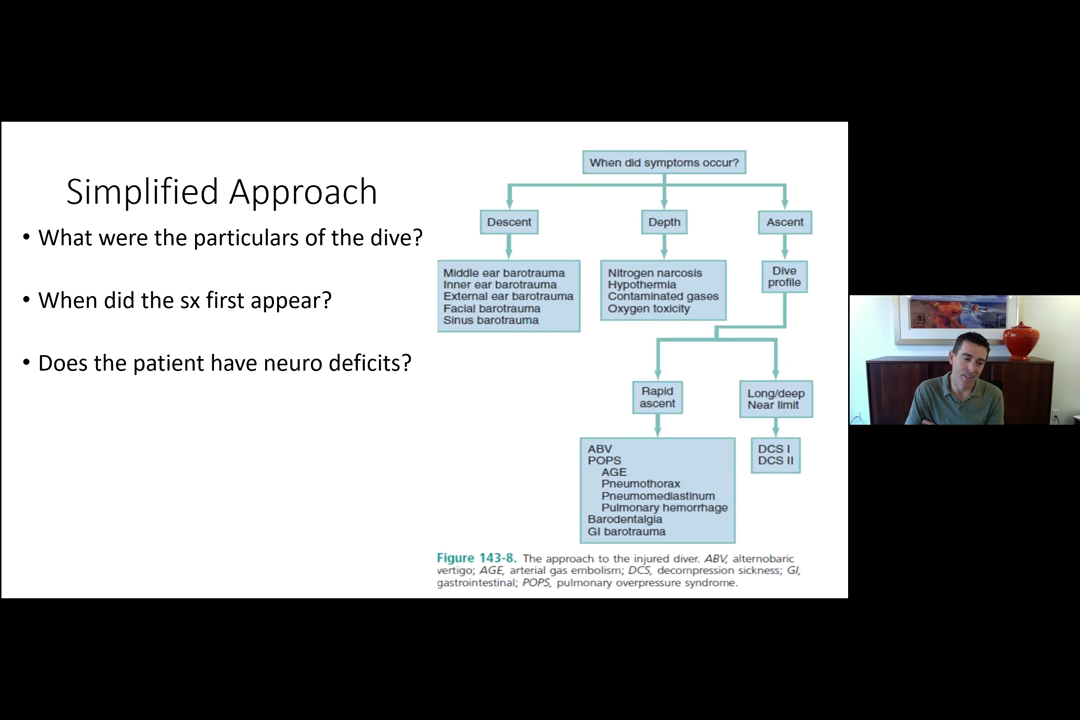 Simplified Approach
• What were the particulars of the dive?
• When did the sx first appear?
• Does the patient have neuro deficits?
When did symptoms occur?
Descent
Depth
Ascent
Middle ear barotrauma
Inner ear barotrauma
External ear barotrauma
Facial barotrauma
Sinus barotrauma
Nitrogen narcosis
Hypothermia
Contaminated gases
Oxygen toxicity
Dive
profile
Rapid
ascent
Long/deep
Near limit
ABV
POPS
AGE
Pneumothorax
Pneumomediastinum
Pulmonary hemorrhage
Barodentalgia
GI barotrauma
DCS I
DCS II
Figure 143-8. The approach to the injured diver. ABV, alternobaric
vertigo; AGE, arterial gas embolism; DCS, decompression sickness; GI,
gastrointestinal; POPS, pulmonary overpressure syndrome.